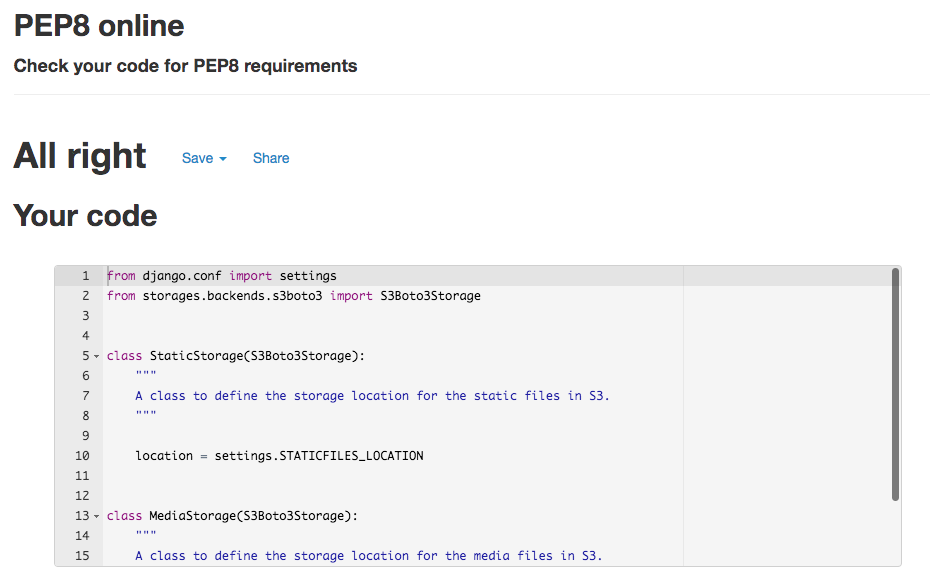 PEP8 online
Check your code for PEP8 requirements
All right Save Share
Your code
1 from django.conf import settings
2 from storages.backends.s3boto3 import S3Boto3Storage
3
4
5 class StaticStorage(S3Boto3Storage):
6 """
7 A class to define the storage location for the static files in S3.
8 """
9
10 location = settings.STATICFILES_LOCATION
11
12
13 class MediaStorage(S3Boto3Storage):
14 """
15 A class to define the storage location for the media files in S3.